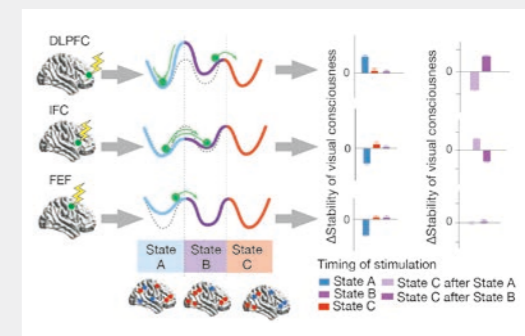 DLPFC
IFC
FEF
0
0
0
ΔStability of visual consciousness
0
0
0
ΔStability of visual consciousness
State A
State B
State C
Timing of stimulation
State A
State B
State C
State C after State A
State C after State B